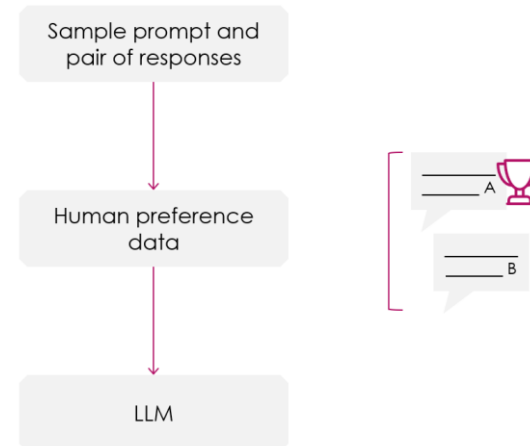 Sample prompt and
pair of responses
Human preference
data
A
B
LLM